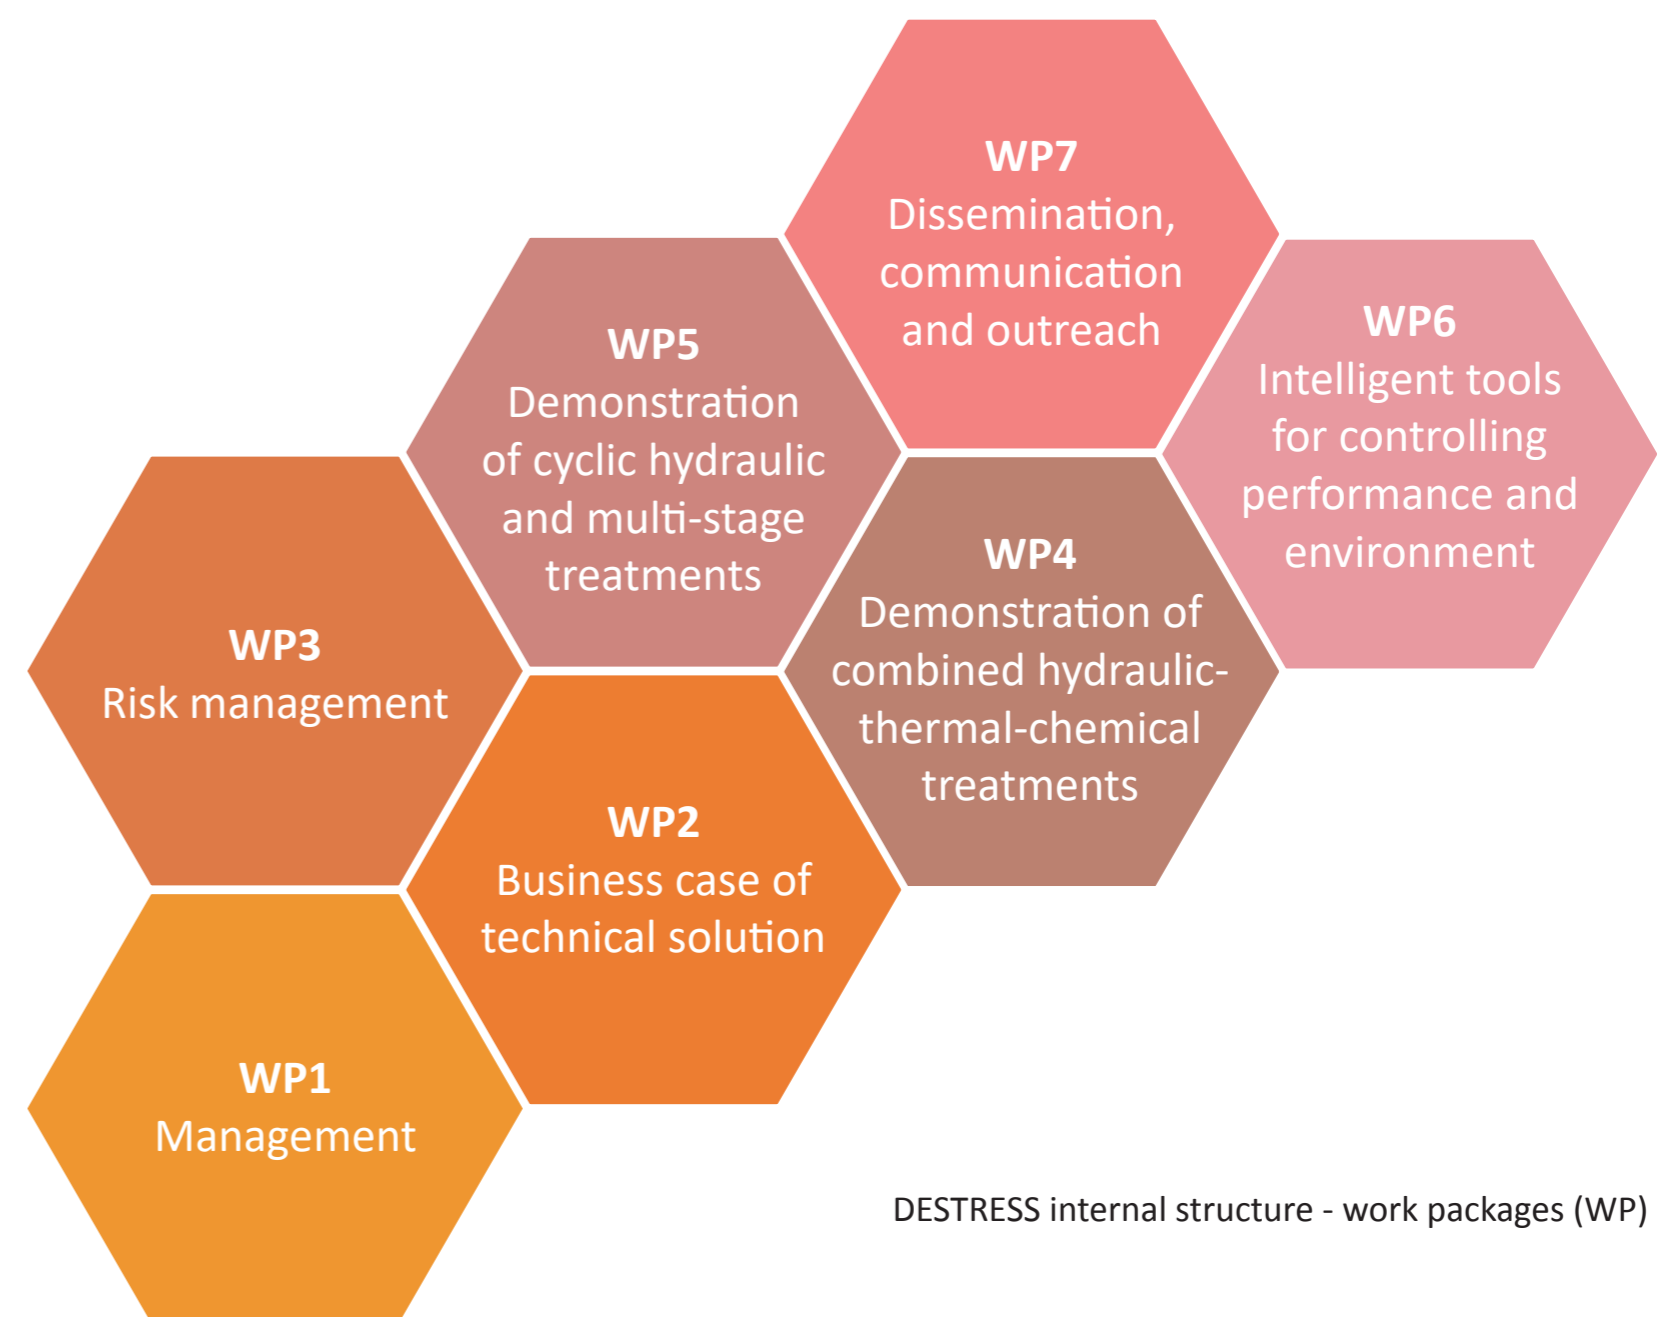 WP7
Dissemination,
communication
and outreach
WP6
Intelligent tools
for controlling
performance and
environment
WP5
Demonstration
of cyclic hydraulic
and multi-stage
treatments
WP4
Demonstration of
combined hydraulic-
thermal-chemical
treatments
WP3
Risk management
WP2
Business case of
technical solution
WP1
Management
DESTRESS internal structure - work packages (WP)